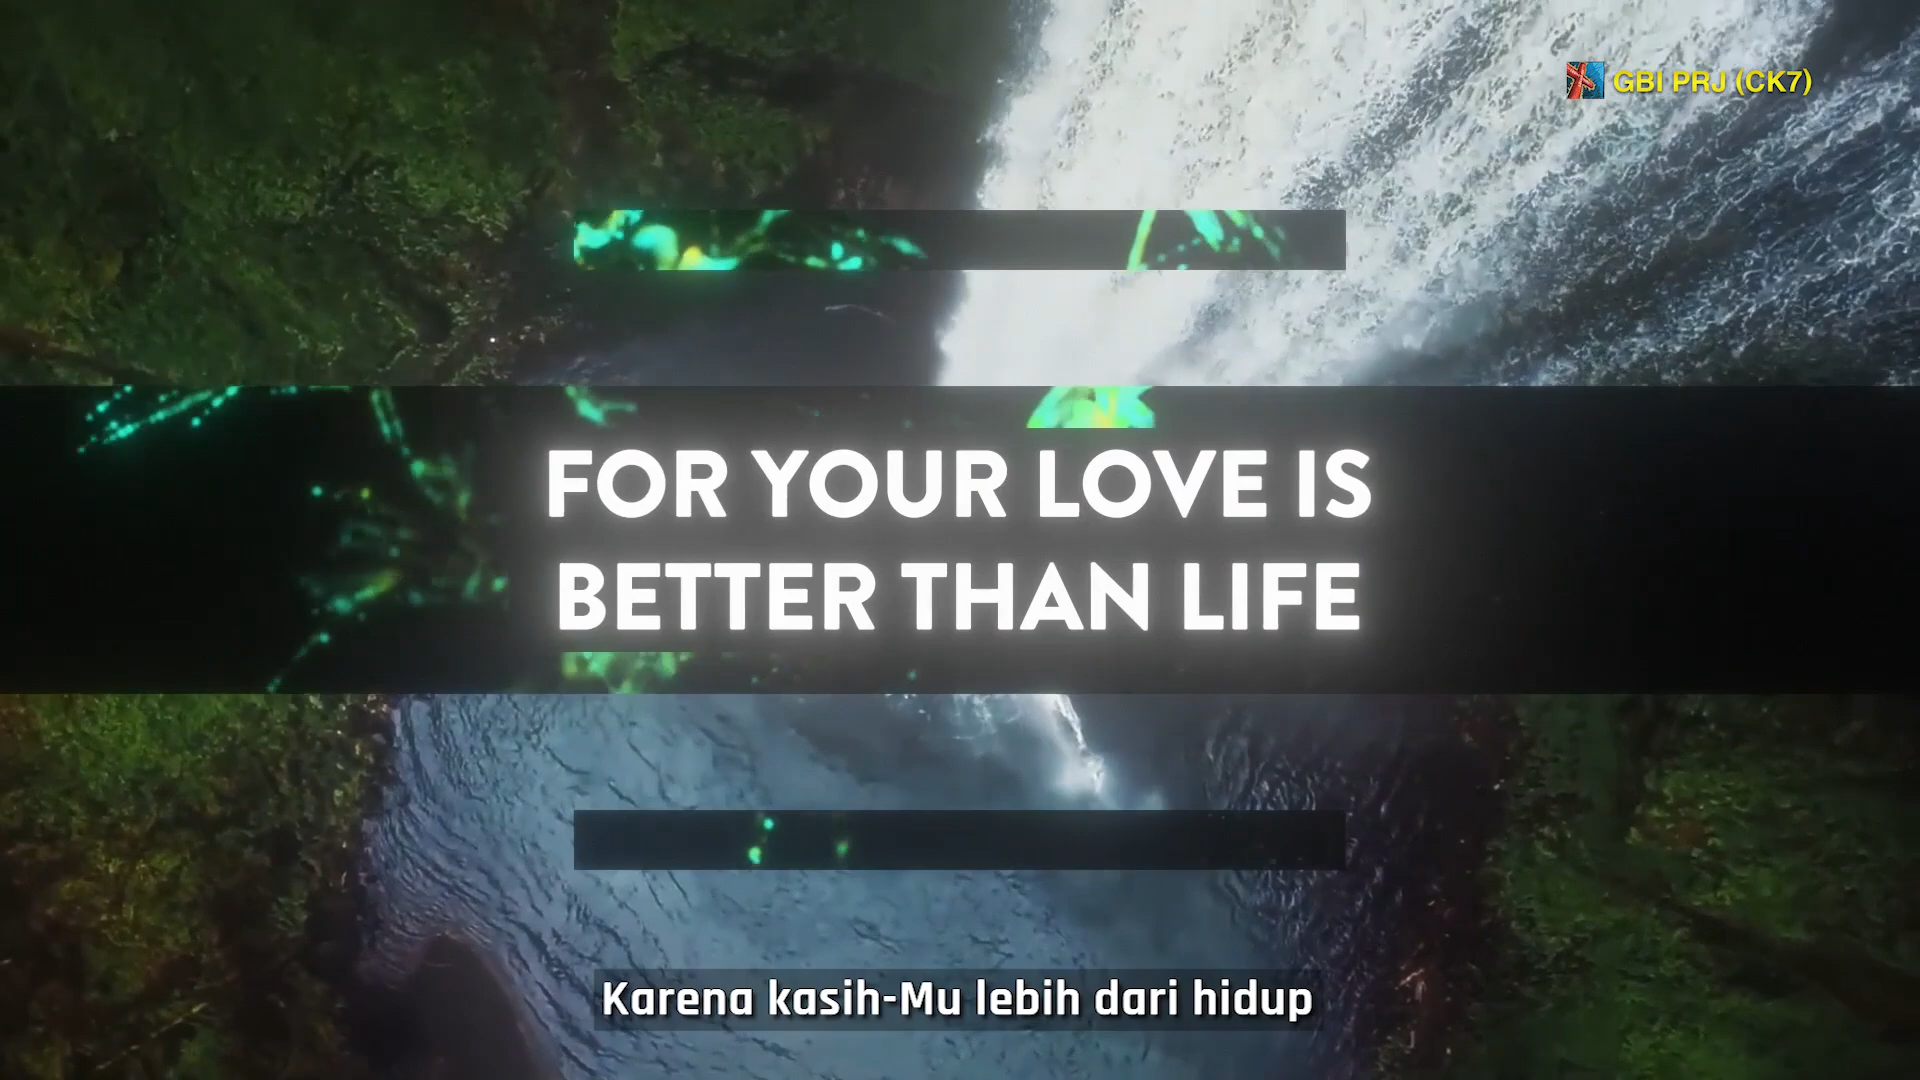 GBI PRJ (CK7)
FOR YOUR LOVE IS
BETTER THAN LIFE
Karena kasih-Mu lebih dari hidup